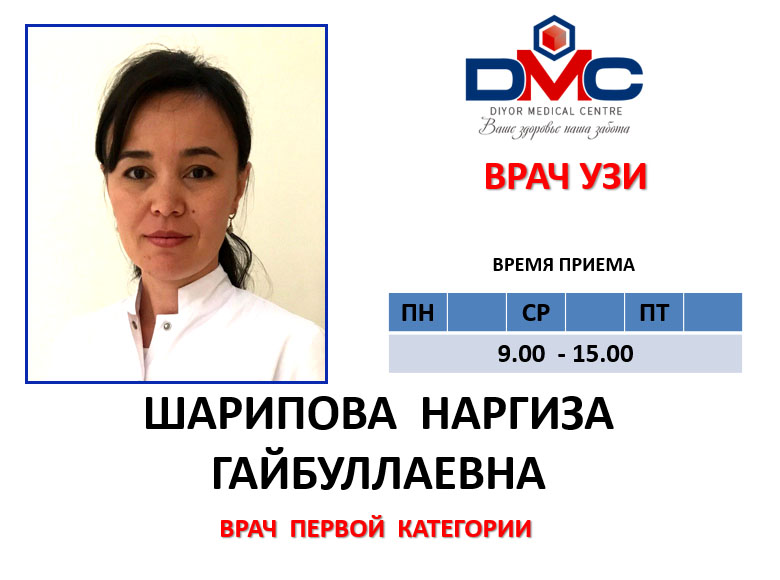 DMC
DIYOR MEDICAL CENTRE
Ваше здоровье наша забота
ВРАЧ УЗИ
ВРЕМЯ ПРИЕМА
ПН СР ПТ
9.00 - 15.00
ШАРИПОВА НАРГИЗА
ГАЙБУЛЛАЕВНА
ВРАЧ ПЕРВОЙ КАТЕГОРИИ